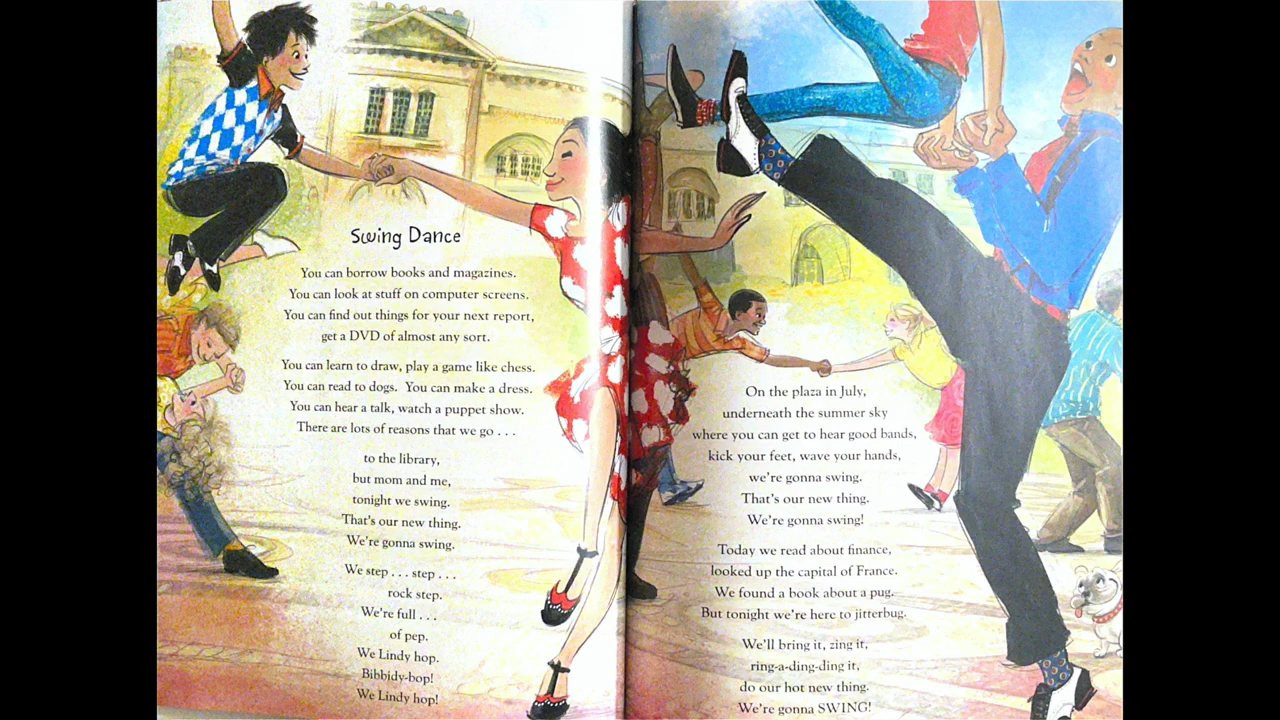 Swing Dance
You can borrow books and magazines.
You can look at stuff on computer screens.
You can find out things for your next report,
get a DVD of almost any sort.
You can learn to draw, play a game like chess.
You can read to dogs. You can make a dress.
You can hear a talk, watch a puppet show.
There are lots of reasons that we go . . .
to the library,
but mom and me,
tonight we swing.
That's our new thing.
We're gonna swing.
We step . . . step . . .
rock step.
We're full . . .
of pep.
We Lindy hop.
Bibbidy-bop!
We Lindy hop!
On the plaza in July,
underneath the summer sky
where you can get to hear good bands,
kick your feet, wave your hands,
we're gonna swing.
That's our new thing.
We're gonna swing!
Today we read about finance,
looked up the capital of France.
We found a book about a pug.
But tonight we're here to jitterbug.
We'll bring it, zing it,
ring-a-ding-ding it,
do our hot new thing.
We're gonna SWING!